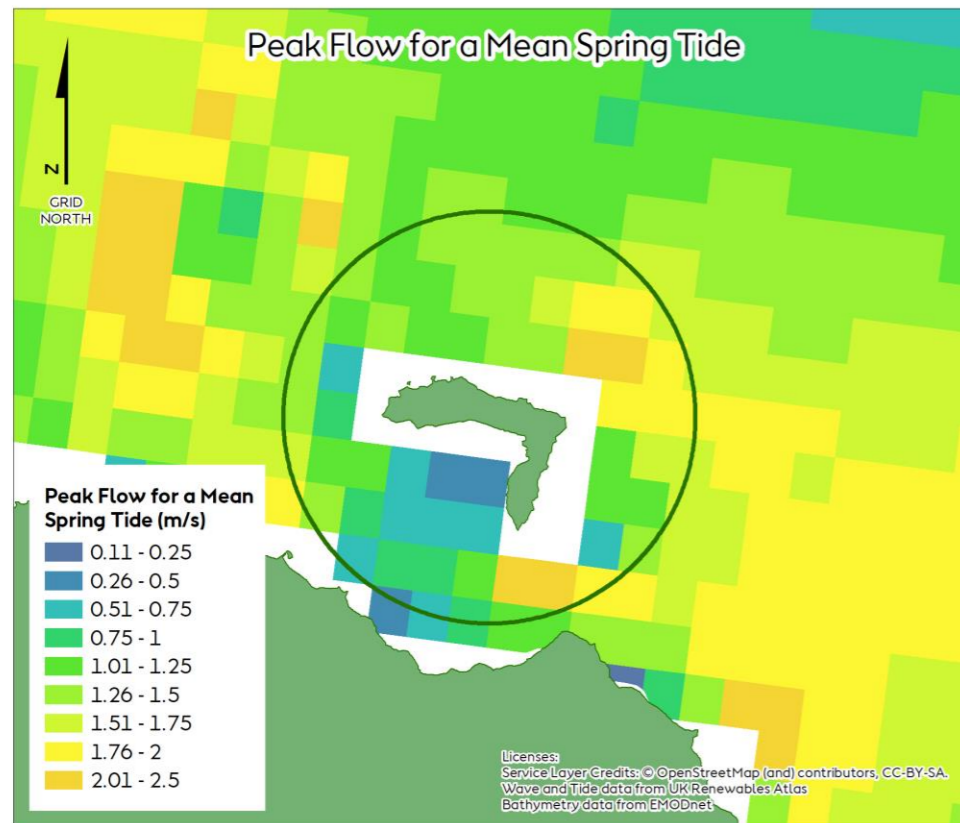 Peak Flow for a Mean Spring Tide
N
GRID
NORTH
Peak Flow for a Mean
Spring Tide (m/s)
0.11 - 0.25
0.26 - 0.5
0.51 - 0.75
0.75 - 1
1.01 - 1.25
1.26 - 1.5
1.51 - 1.75
1.76 - 2
2.01 - 2.5
Licenses:
Service Layer Credits: © OpenStreetMap (and) contributors, CC-BY-SA.
Wave and Tide data from UK Renewables Atlas
Bathymetry data from EMODnet